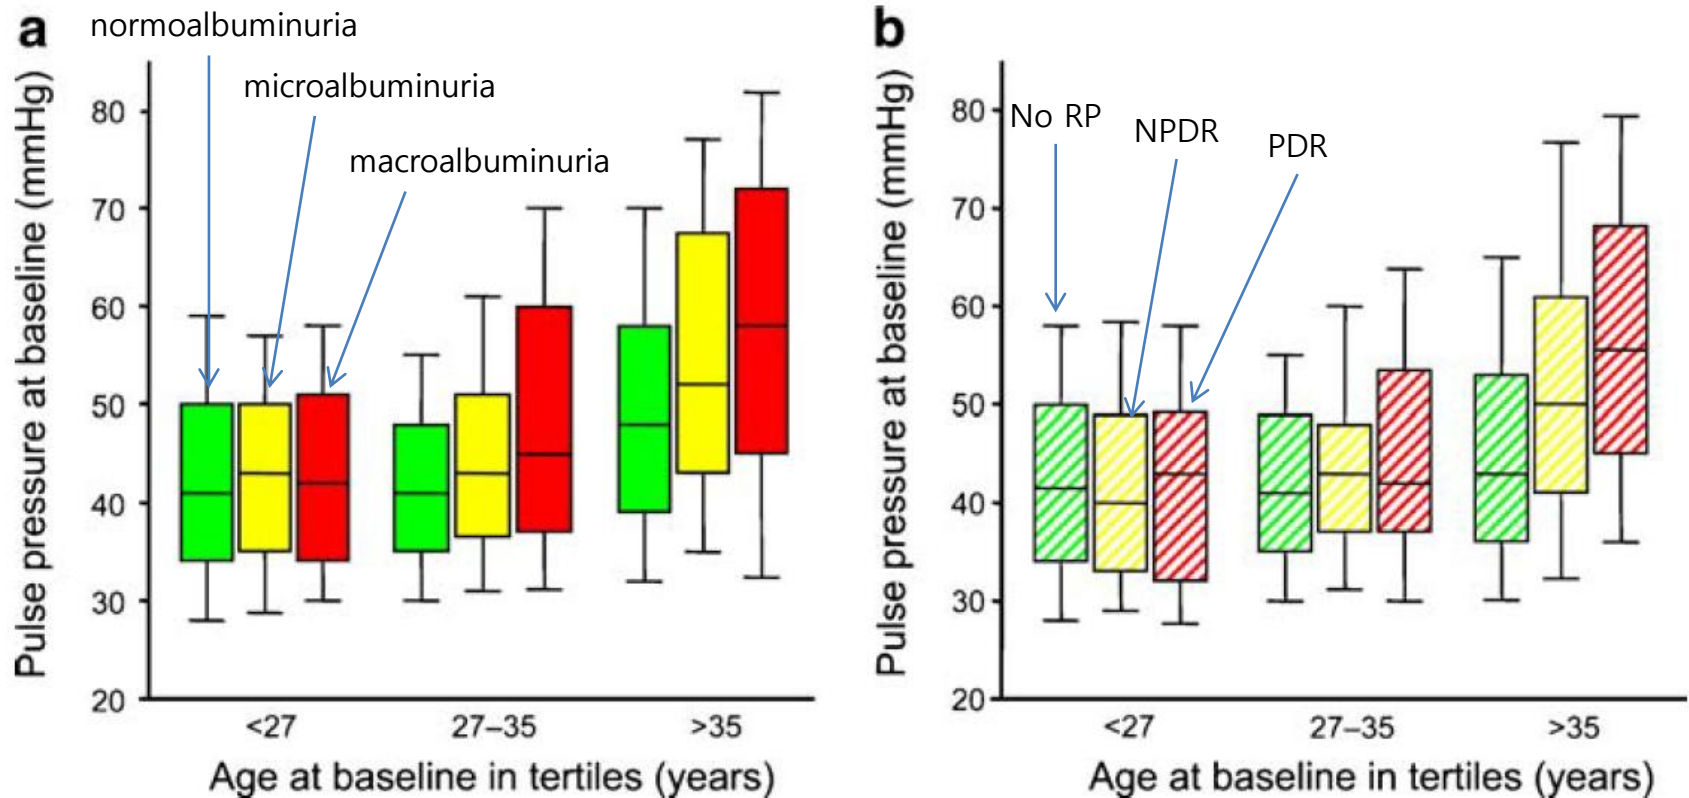 a
normoalbuminuria
microalbuminuria
macroalbuminuria
Pulse pressure at baseline (mmHg)
80
70
60
50
40
30
20
<27
27–35
>35
Age at baseline in tertiles (years)
b
No RP
NPDR
PDR
Pulse pressure at baseline (mmHg)
80
70
60
50
40
30
20
<27
27–35
>35
Age at baseline in tertiles (years)